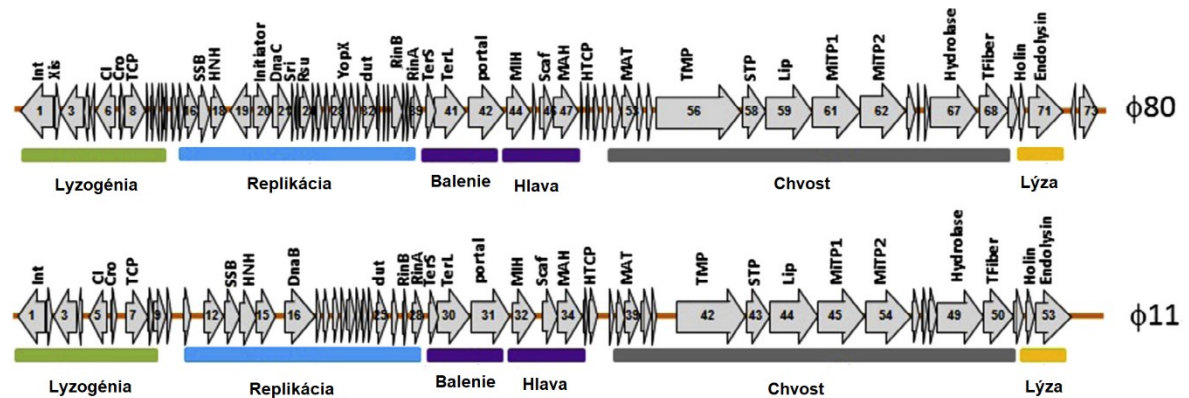 Int Xis CI Cro TCP SSB HNH Initiator DnaC Sri Rsu YopX dut RinB RinA TerS TerL portal MIH Scaf MAH HTCP MAT TMP STP Lip MiTP1 MiTP2 Hydrolase TFiber Holin Endolysin
1 3 6 8 16 18 19 20 21 28 32 39 41 42 44 46 47 53 56 58 59 61 62 67 68 71 73 ϕ80
Lyzogénia Replikácia Balenie Hlava Chvost Lýza
Int CI Cro TCP SSB HNH DnaB dut RinB RinA TerS TerL portal MIH Scaf MAH HTCP MAT TMP STP Lip MiTP1 MiTP2 Hydrolase TFiber Holin Endolysin
1 3 5 7 9 12 15 16 25 28 30 31 32 34 39 42 43 44 45 54 49 50 53 ϕ11
Lyzogénia Replikácia Balenie Hlava Chvost Lýza